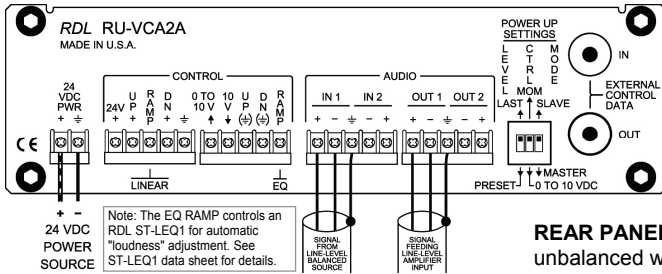 RDL RU-VCA2A
MADE IN U.S.A.
POWER UP
SETTINGS
LEVEL CTRL MODE
LAST MOM SLAVE
IN
EXTERNAL
CONTROL
DATA
OUT
24
VDC
PWR
+
CONTROL
24V
+ UP
+ RAMP
+ DN
+
0 TO
10 V
10
V
UP
DN
RAMP
AUDIO
IN 1 IN 2
+ - - +
OUT 1 OUT 2
+ - - +
CE
LINEAR
EQ
PRESET
MASTER
0 TO 10 VDC
+ -
24 VDC
POWER
SOURCE
Note: The EQ RAMP controls an
RDL ST-LEQ1 for automatic
"loudness" adjustment. See
ST-LEQ1 data sheet for details.
SIGNAL
FROM
LINE-LEVEL
BALANCED
SOURCE
SIGNAL
FEEDING
LINE-LEVEL
AMPLIFIER
INPUT
REAR PANEL
unbalanced w